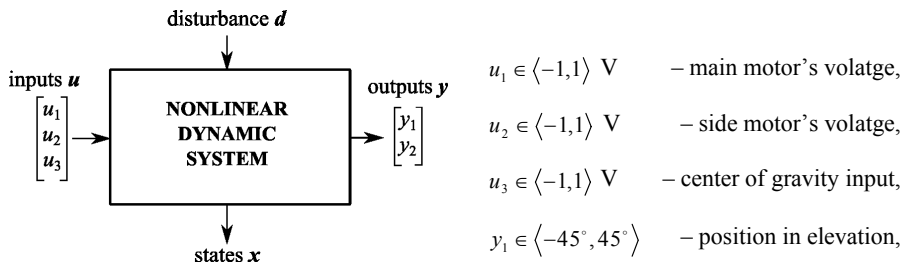 disturbance d
inputs u
u1
u2
u3
NONLINEAR
DYNAMIC
SYSTEM
outputs y
y1
y2
states x
u1 ∈ ⟨−1,1⟩ V – main motor's volatge,
u2 ∈ ⟨−1,1⟩ V – side motor's volatge,
u3 ∈ ⟨−1,1⟩ V – center of gravity input,
y1 ∈ ⟨−45°, 45°⟩ – position in elevation,